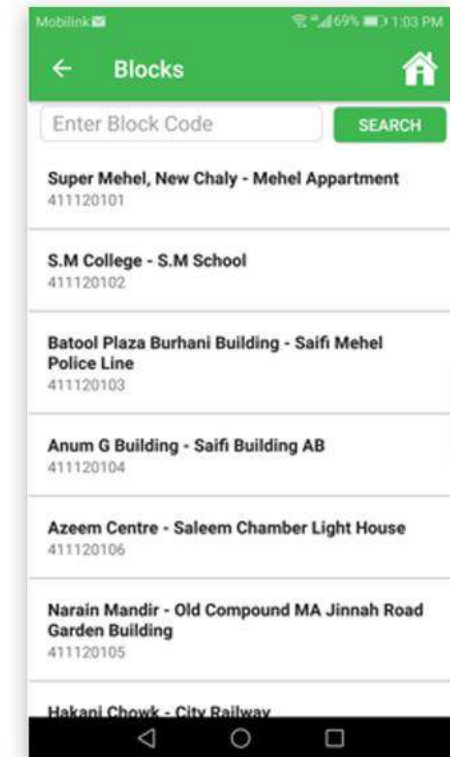 Mobilink 69% 1:03 PM
Blocks
Enter Block Code SEARCH
Super Mehel, New Chaly - Mehel Appartment
411120101
S.M College - S.M School
411120102
Batool Plaza Burhani Building - Saifi Mehel
Police Line
411120103
Anum G Building - Saifi Building AB
411120104
Azeem Centre - Saleem Chamber Light House
411120106
Narain Mandir - Old Compound MA Jinnah Road
Garden Building
411120105
Hakani Chowk - City Railway